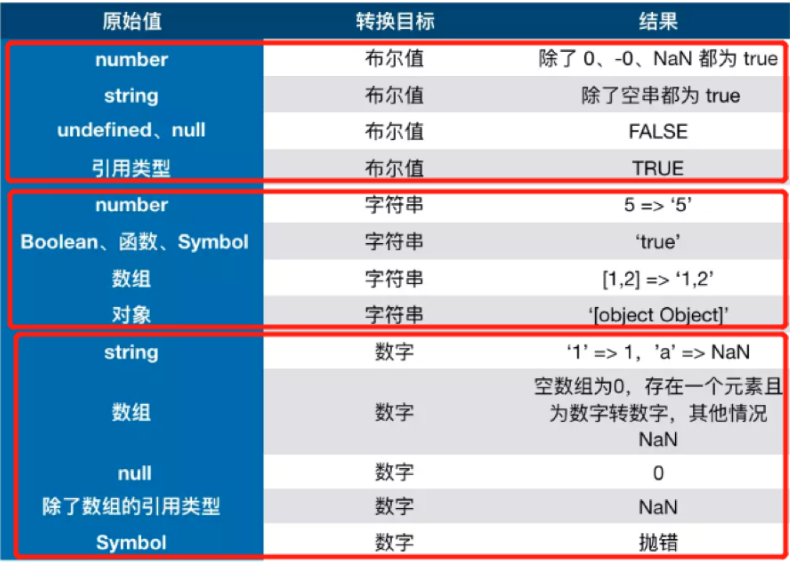 原始值 转换目标 结果
number 布尔值 除了 0、-0、NaN 都为 true
string 布尔值 除了空串都为 true
undefined、null 布尔值 FALSE
引用类型 布尔值 TRUE
number 字符串 5 => ‘5’
Boolean、函数、Symbol 字符串 ‘true’
数组 字符串 [1,2] => ‘1,2’
对象 字符串 ‘[object Object]’
string 数字 ‘1’ => 1，’a’ => NaN
数组 数字 空数组为0，存在一个元素且
为数字转数字，其他情况
NaN
null 数字 0
除了数组的引用类型 数字 NaN
Symbol 数字 抛错